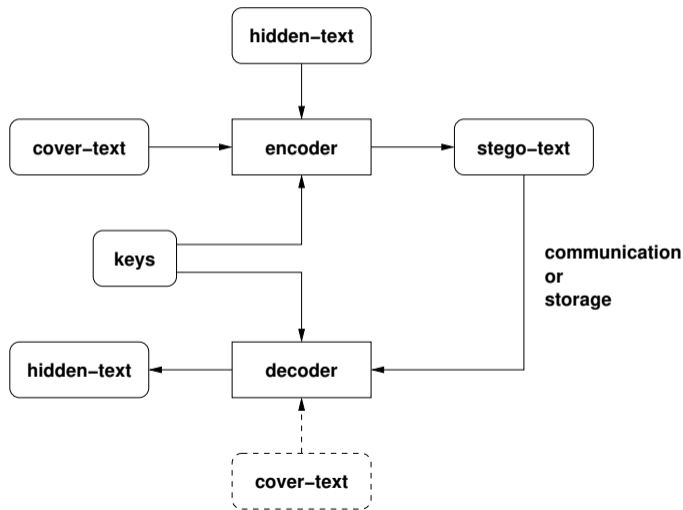 hidden−text
cover−text
encoder
stego−text
keys
communication
or
storage
hidden−text
decoder
cover−text